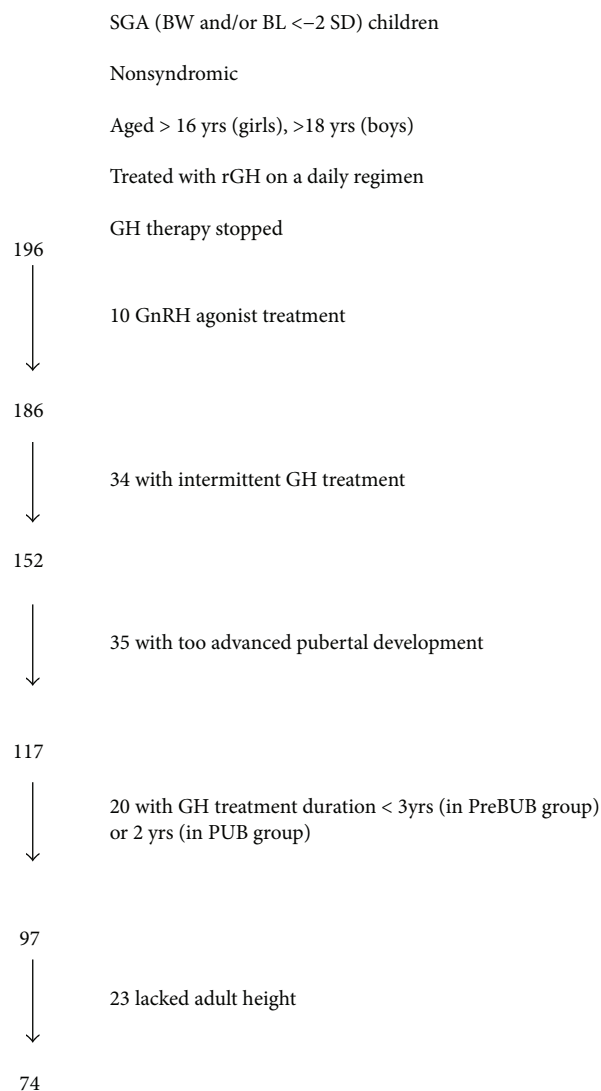 SGA (BW and/or BL <−2 SD) children
Nonsyndromic
Aged > 16 yrs (girls), >18 yrs (boys)
Treated with rGH on a daily regimen
GH therapy stopped
196
10 GnRH agonist treatment
186
34 with intermittent GH treatment
152
35 with too advanced pubertal development
117
20 with GH treatment duration < 3yrs (in PreBUB group)
or 2 yrs (in PUB group)
97
23 lacked adult height
74